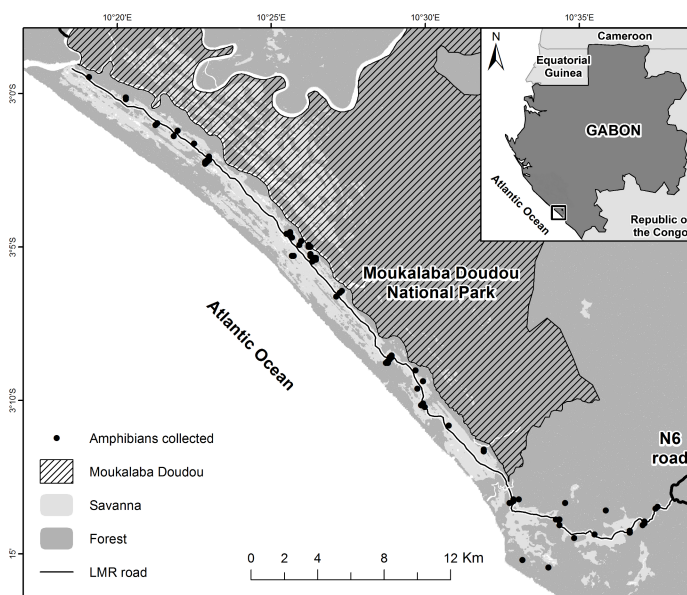 10°20'E
10°25'E
10°30'E
10°35'E
3°0'S
3°5'S
3°10'S
15'
N
Cameroon
Equatorial
Guinea
GABON
Atlantic Ocean
Republic o
the Congo
Moukalaba Doudou
National Park
Atlantic Ocean
N6
road
Amphibians collected
Moukalaba Doudou
Savanna
Forest
LMR road
0 2 4 8 12 Km